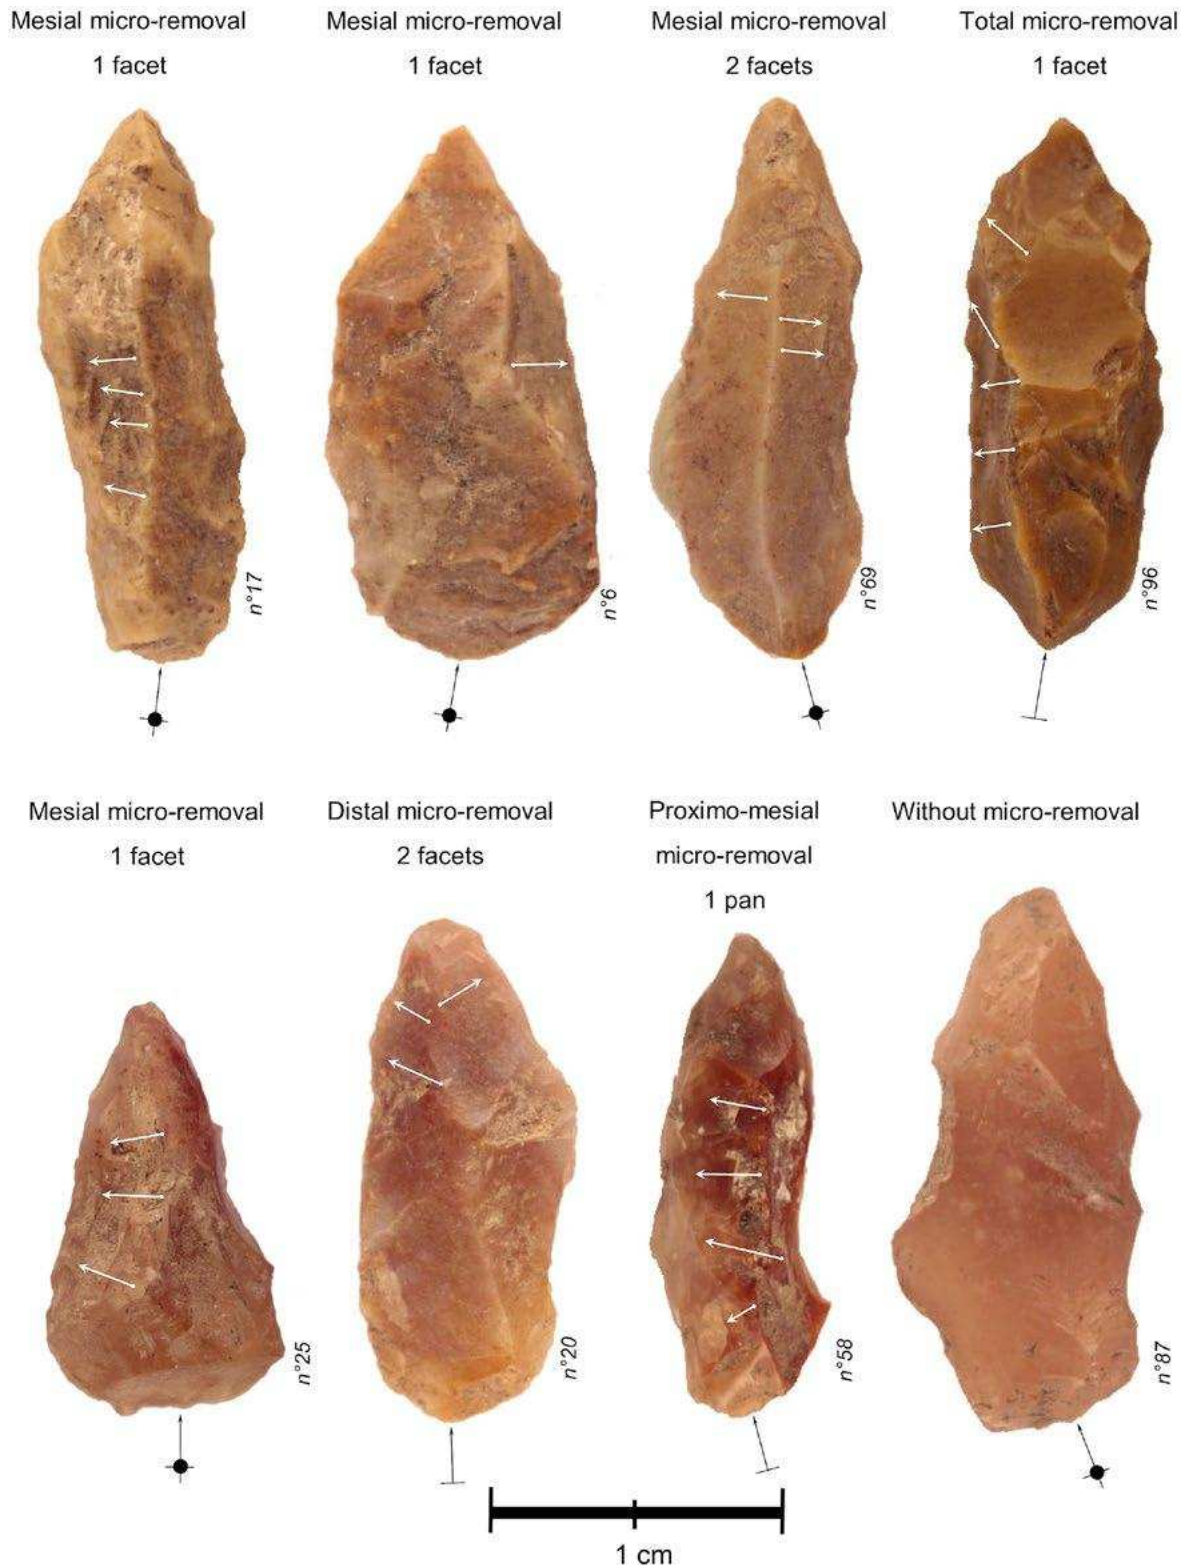 Mesial micro-removal
1 facet
Mesial micro-removal
1 facet
Mesial micro-removal
2 facets
Total micro-removal
1 facet
n°17
n°6
n°69
n°96
Mesial micro-removal
1 facet
Distal micro-removal
2 facets
Proximo-mesial
micro-removal
1 pan
Without micro-removal
n°25
n°20
n°58
n°87
1 cm